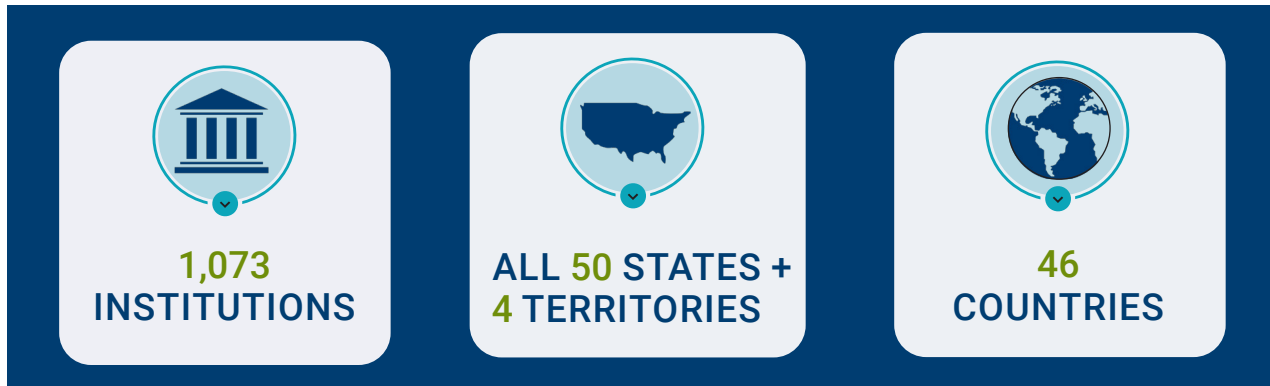 1,073
INSTITUTIONS
ALL 50 STATES +
4 TERRITORIES
46
COUNTRIES